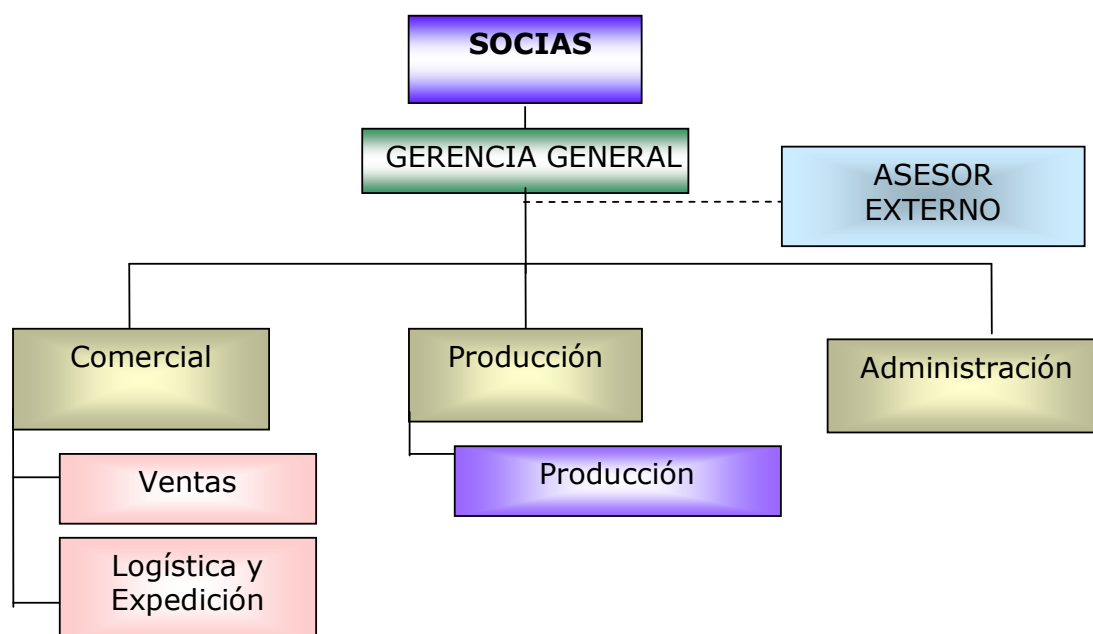 SOCIAS
GERENCIA GENERAL
ASESOR
EXTERNO
Comercial
Producción
Administración
Ventas
Producción
Logística y
Expedición